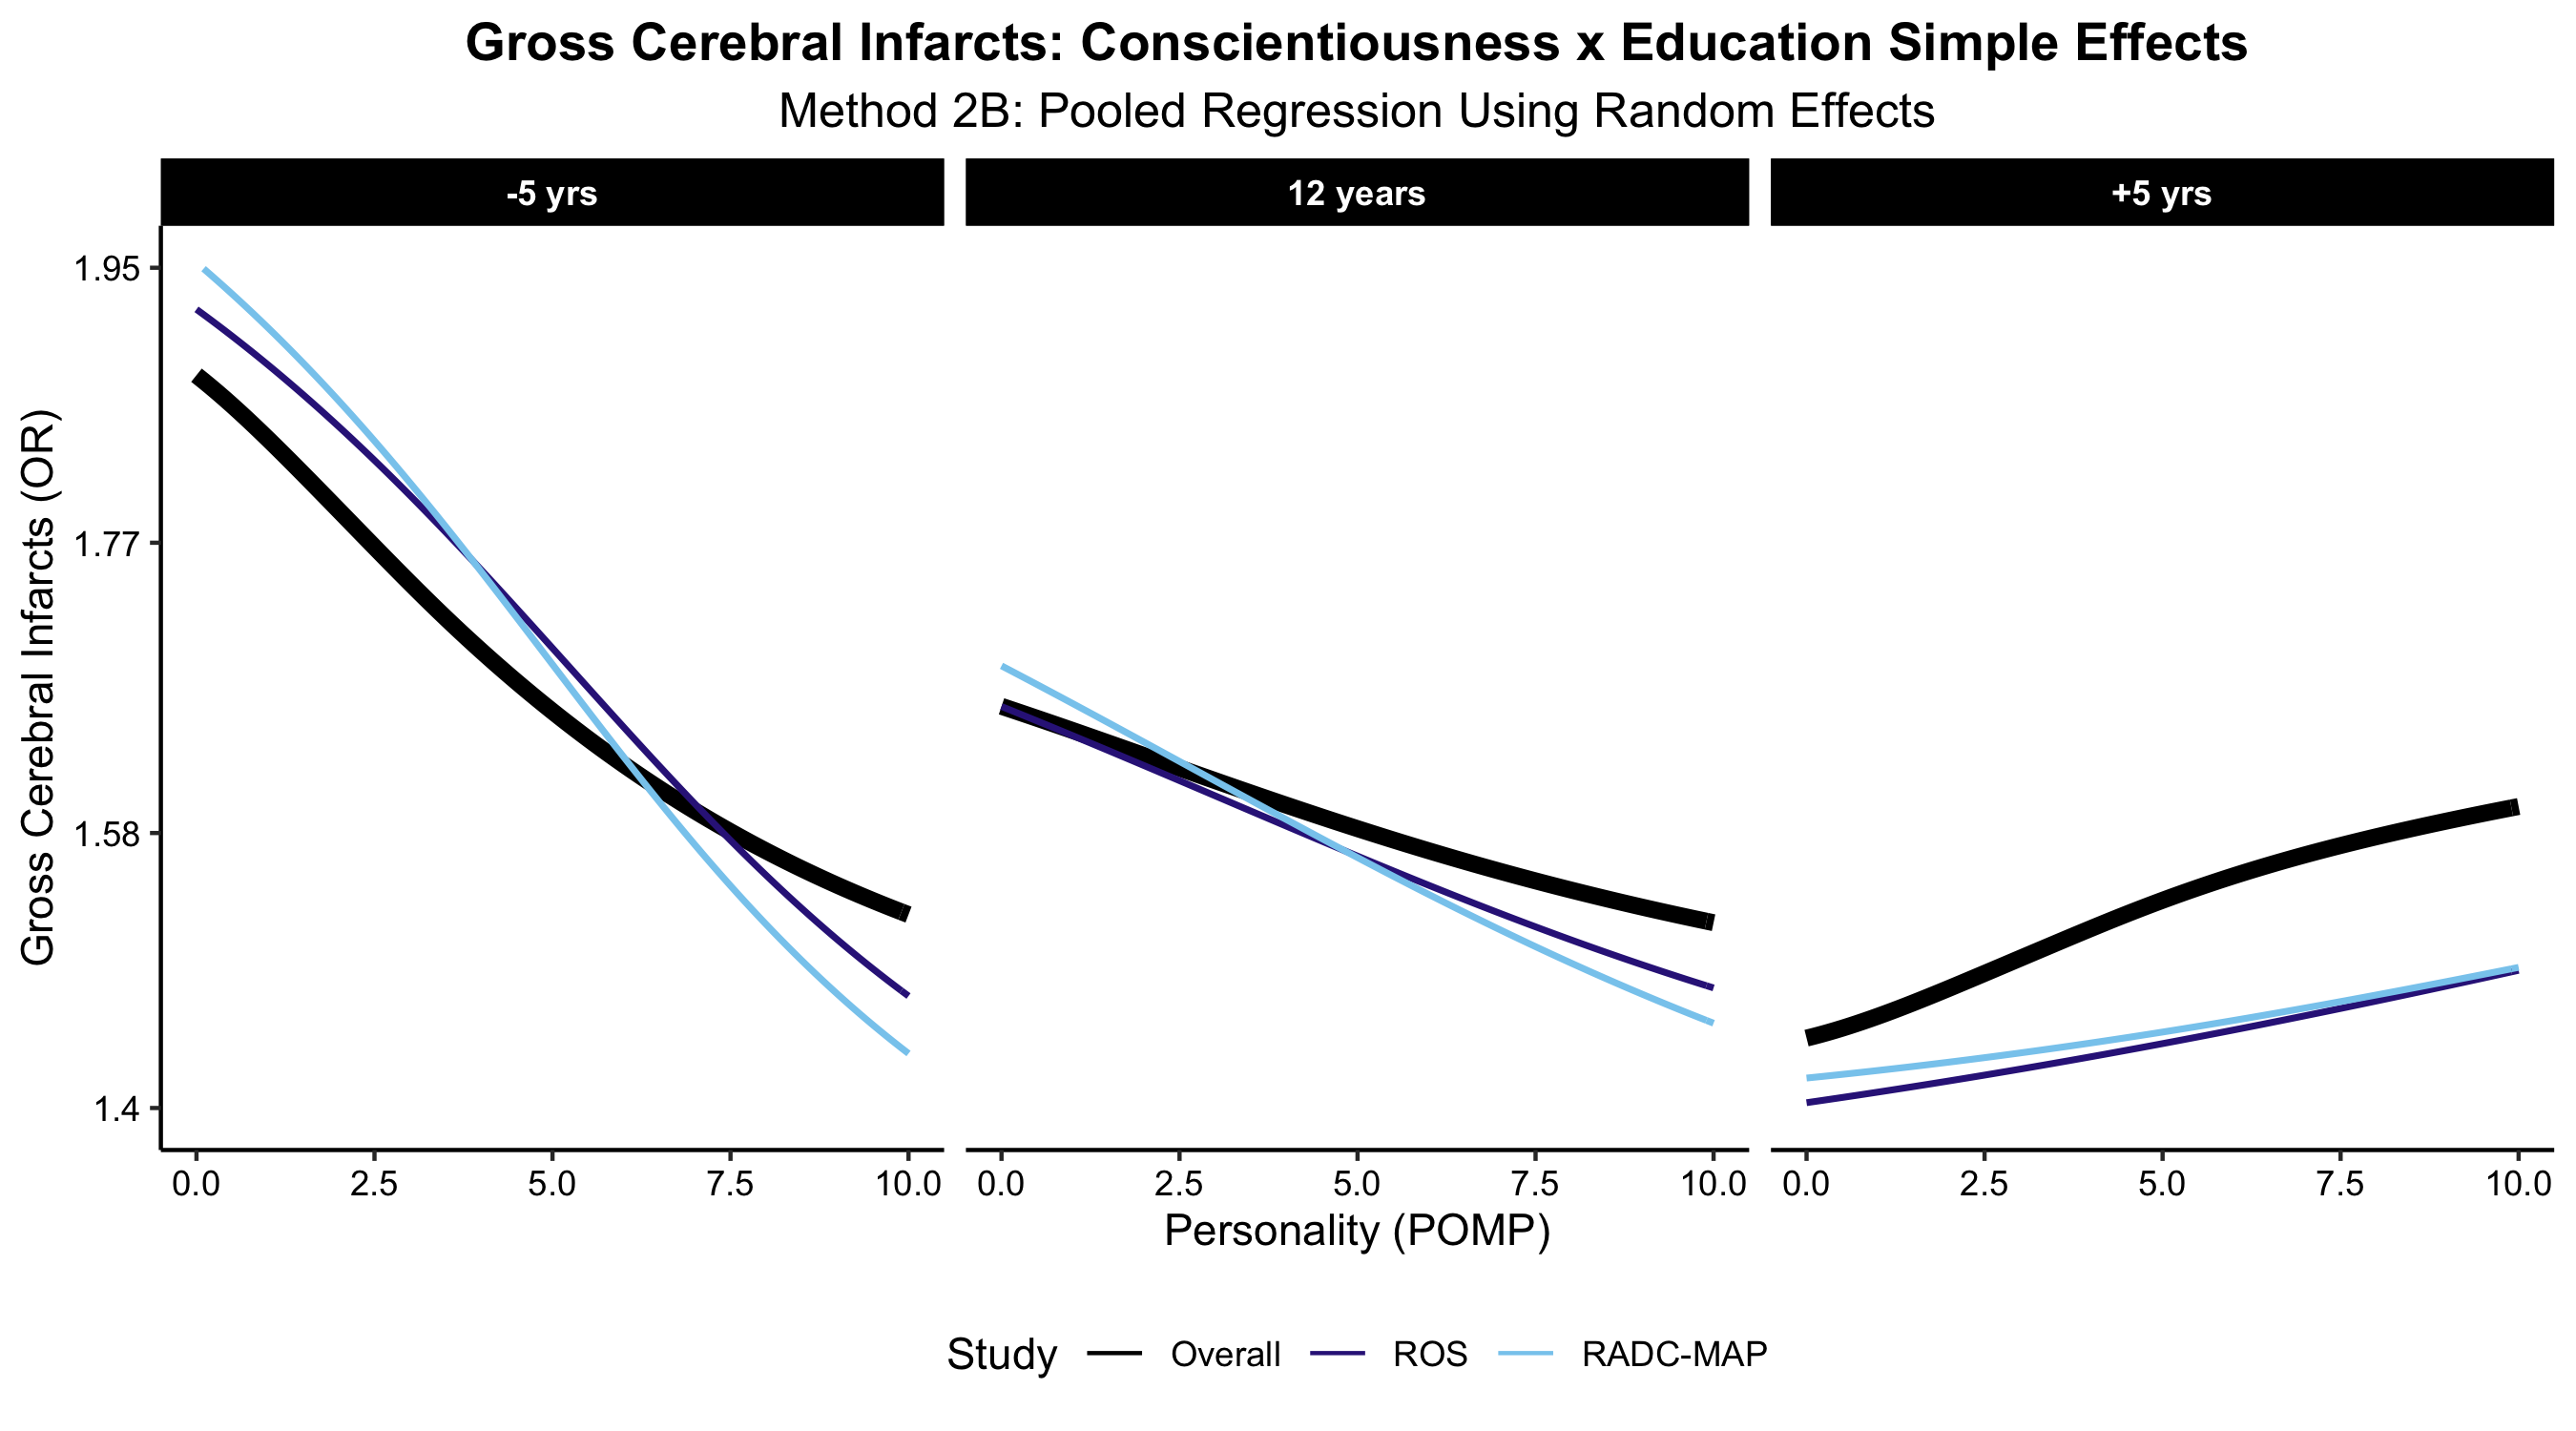 Gross Cerebral Infarcts: Conscientiousness x Education Simple Effects
Method 2B: Pooled Regression Using Random Effects
-5 yrs
12 years
+5 yrs
Gross Cerebral Infarcts (OR)
1.95
1.77
1.58
1.4
0.0 2.5 5.0 7.5 10.0
0.0 2.5 5.0 7.5 10.0
0.0 2.5 5.0 7.5 10.0
Personality (POMP)
Study Overall ROS RADC-MAP